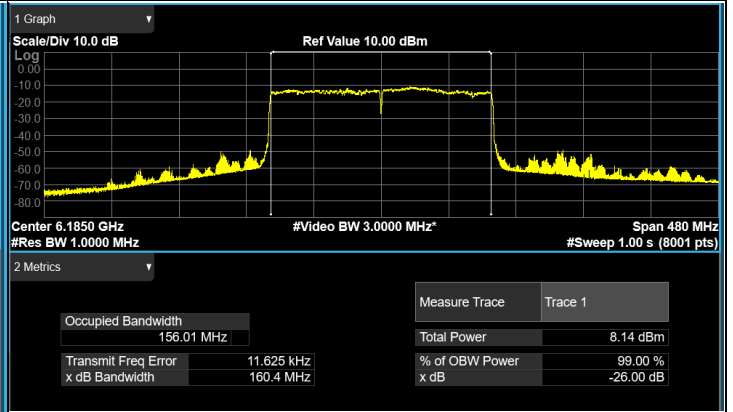 1 Graph
Scale/Div 10.0 dB
Ref Value 10.00 dBm
Log
0.00
-10.0
-20.0
-30.0
-40.0
-50.0
-60.0
-70.0
-80.0
Center 6.1850 GHz
#Video BW 3.0000 MHz*
Span 480 MHz
#Res BW 1.0000 MHz
#Sweep 1.00 s (8001 pts)
2 Metrics
Measure Trace
Trace 1
Occupied Bandwidth
156.01 MHz
Total Power
8.14 dBm
Transmit Freq Error
11.625 kHz
% of OBW Power
99.00 %
x dB Bandwidth
160.4 MHz
x dB
-26.00 dB